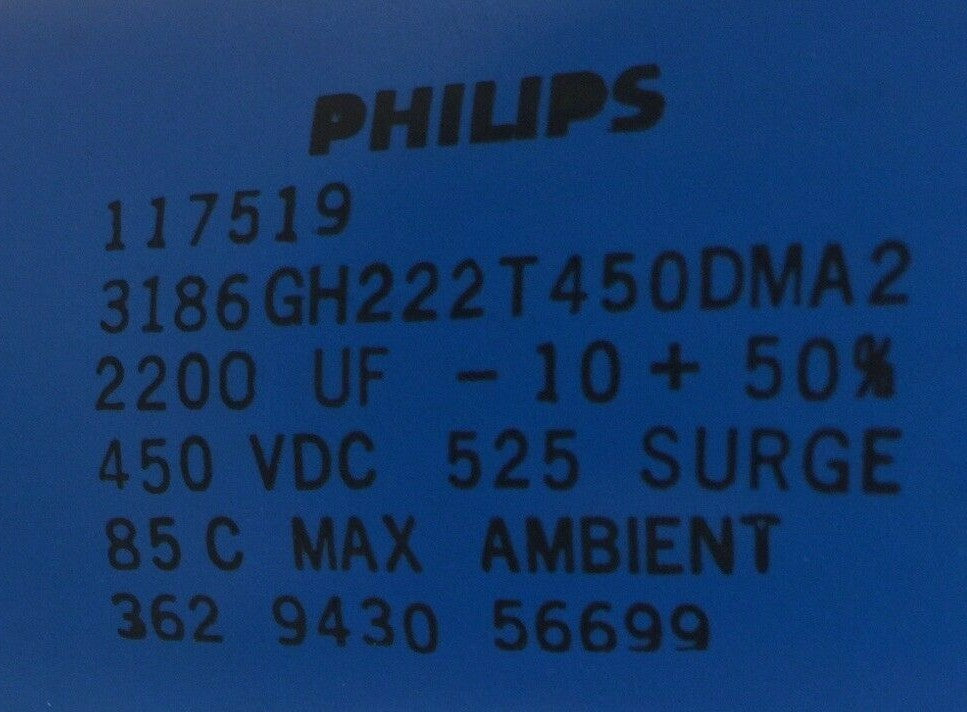 PHILIPS
117519
3186GH222T450DMA2
2200 UF -10+50%
450 VDC 525 SURGE
85 C MAX AMBIENT
362 9430 56699